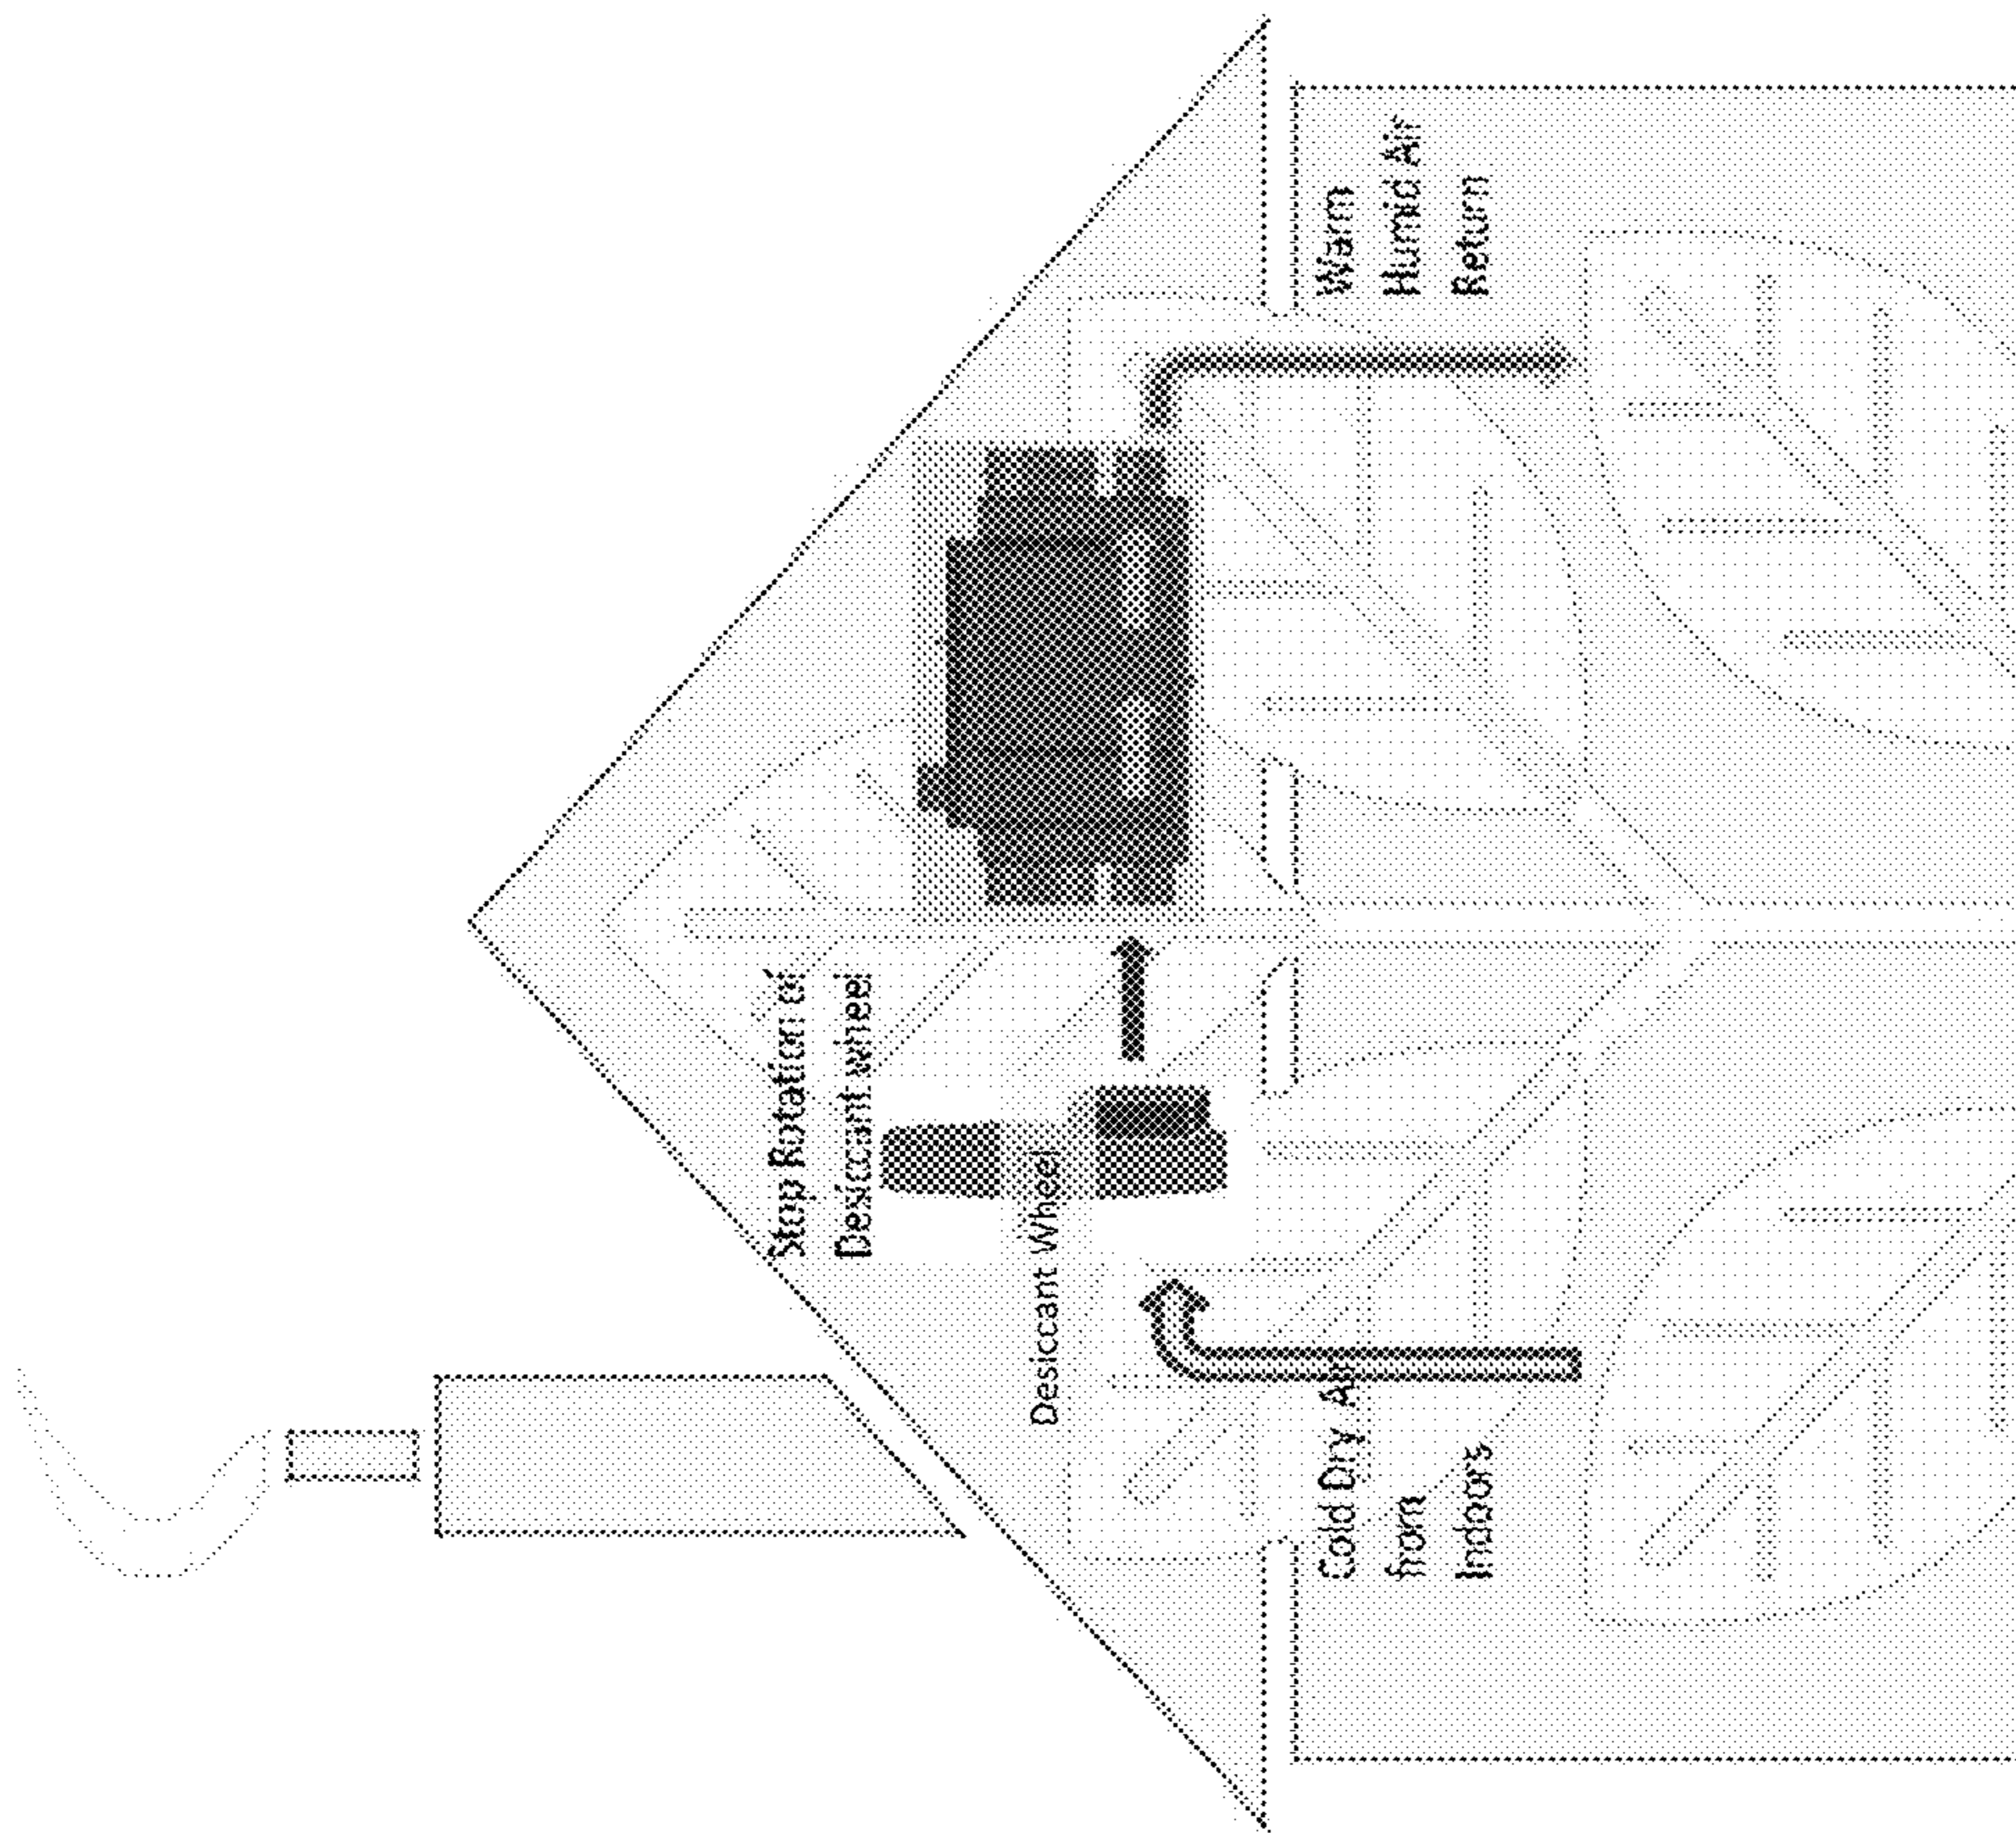 Stop Rotation of
Desiccant wheel
Desiccant Wheel
Cold Dry Air
from
Indoors
Warm
Humid Air
Return